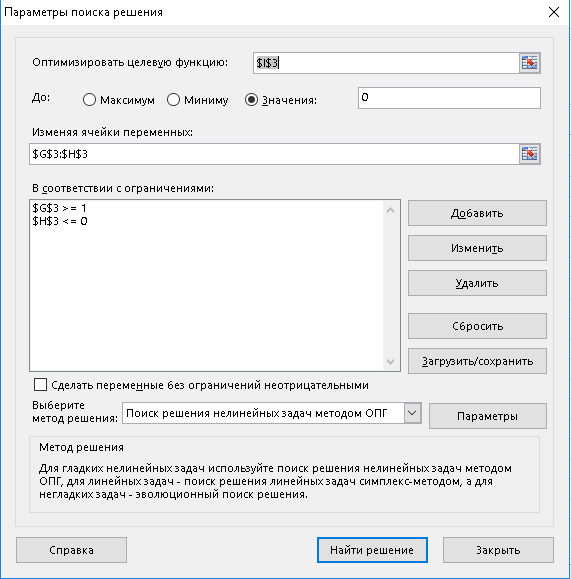 Параметры поиска решения
Оптимизировать целевую функцию: $I$3
До: Максимум Миниму Значения: 0
Изменяя ячейки переменных:
$G$3:$H$3
В соответствии с ограничениями:
$G$3 >= 1
$H$3 <= 0
Добавить
Изменить
Удалить
Сбросить
Загрузить/сохранить
Сделать переменные без ограничений неотрицательными
Выберите
метод решения: Поиск решения нелинейных задач методом ОПГ Параметры
Метод решения
Для гладких нелинейных задач используйте поиск решения нелинейных задач методом
ОПГ, для линейных задач - поиск решения линейных задач симплекс-методом, а для
негладких задач - эволюционный поиск решения.
Справка Найти решение Закрыть